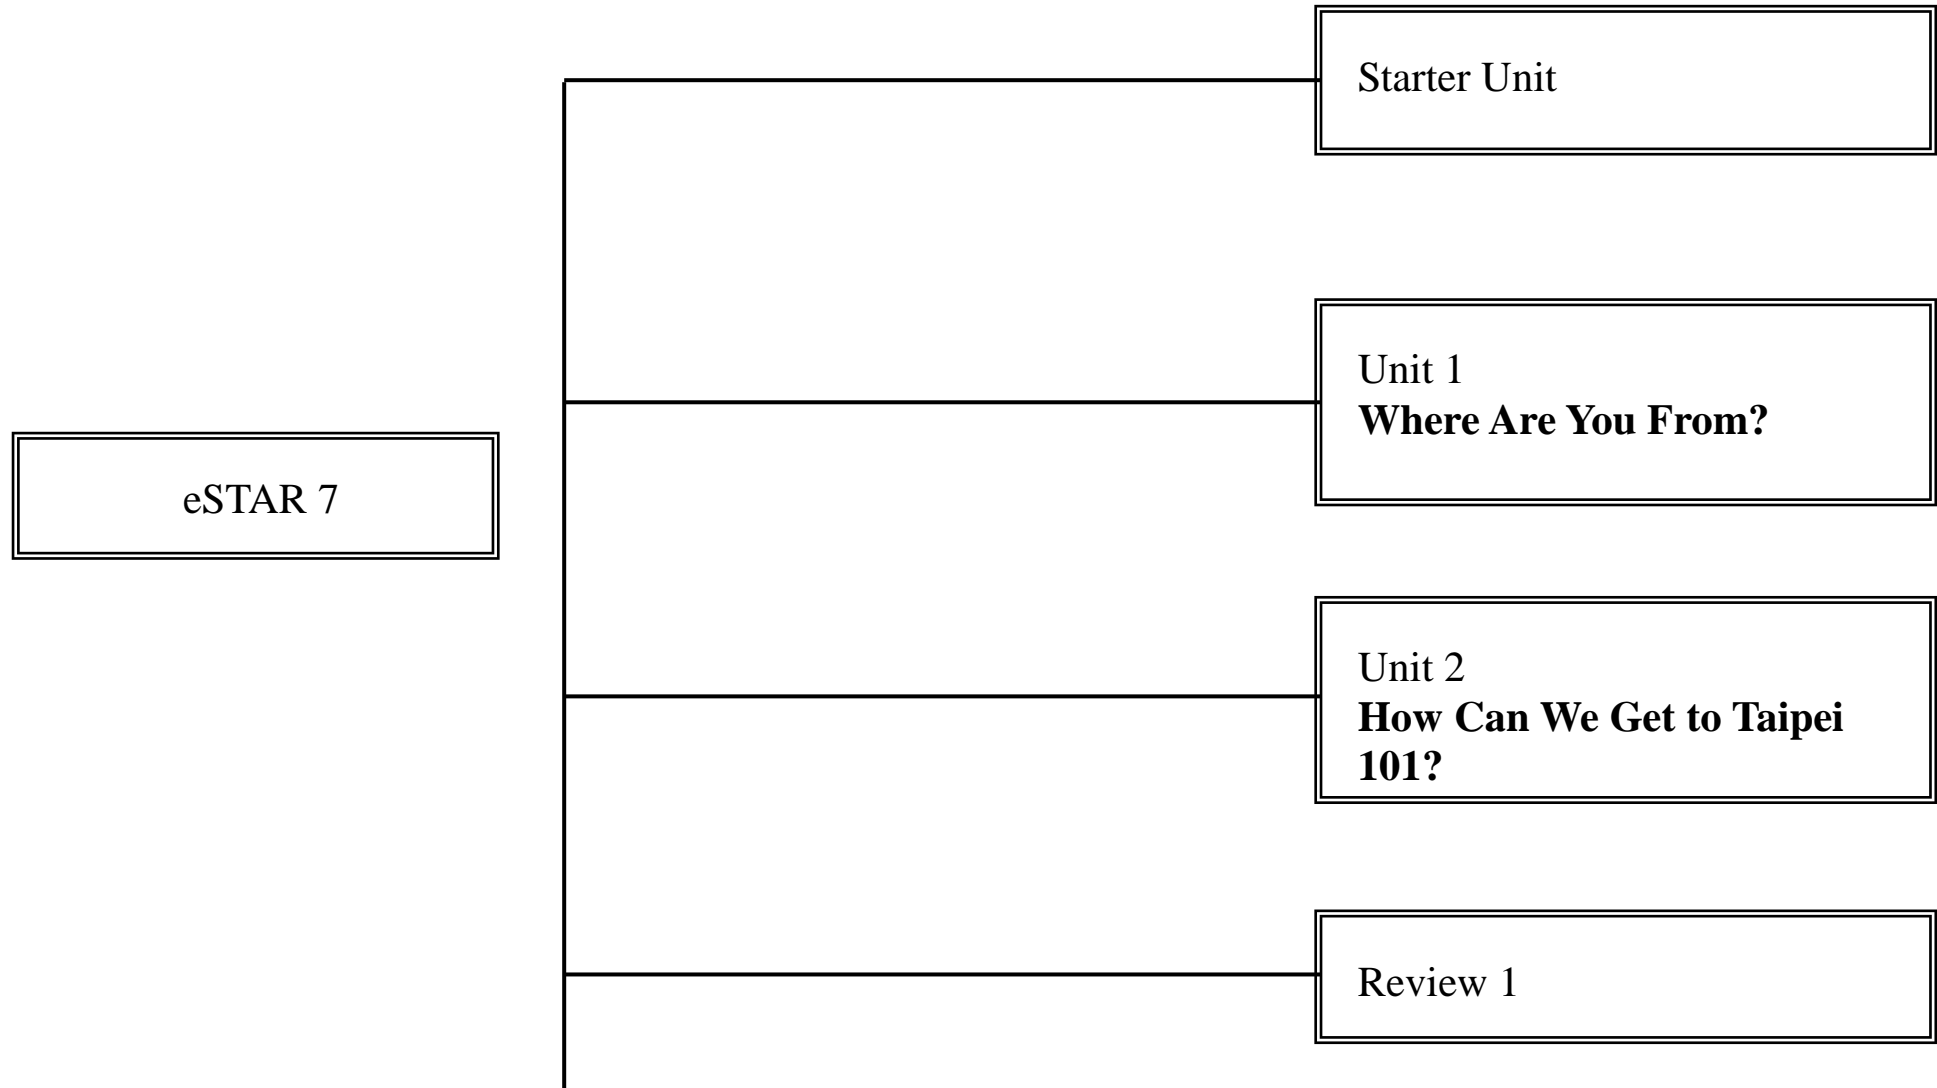 Starter Unit
Unit 1
Where Are You From?
eSTAR 7
Unit 2
How Can We Get to Taipei
101?
Review 1